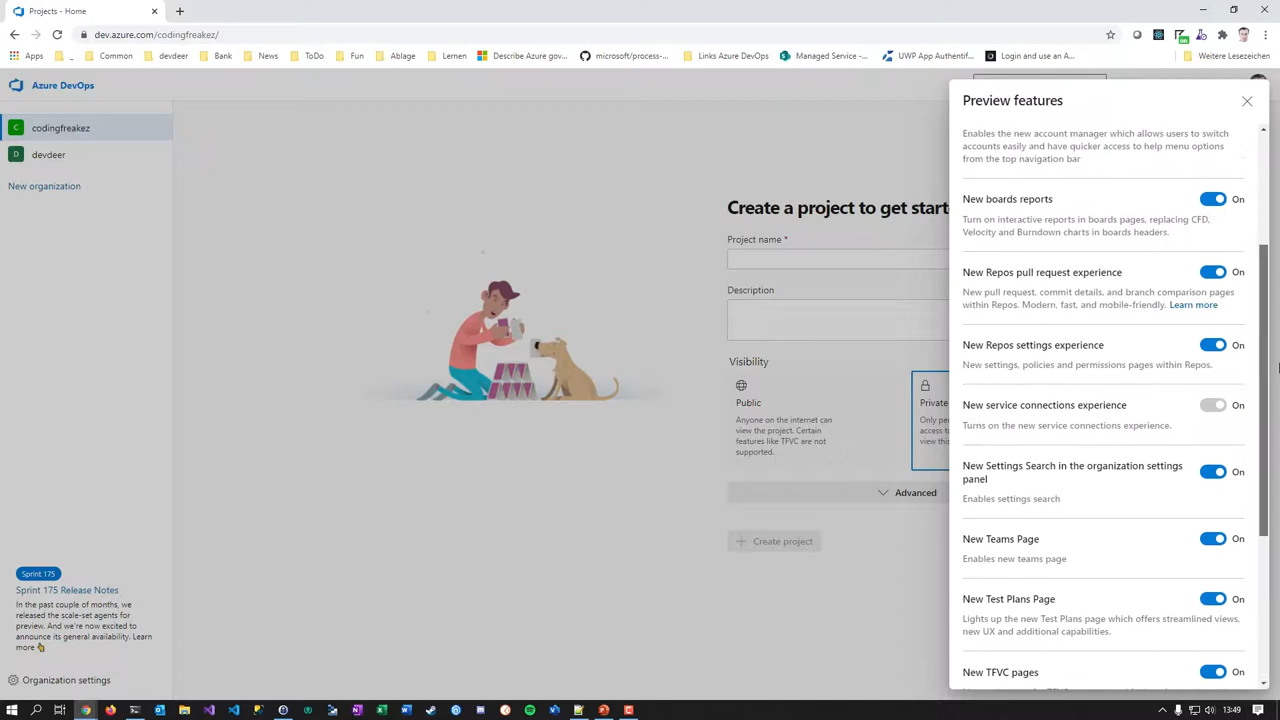 Projects - Home
dev.azure.com/codingfreakez/
Apps
_
Common
devdeer
Bank
News
ToDo
Fun
Ablage
Lernen
Describe Azure gov...
microsoft/process-...
Links Azure DevOps
Managed Service -...
UWP App Authentif...
Login and use an A...
Weitere Lesezeichen
Azure DevOps
C codingfreakez
D devdeer
New organization
Sprint 175
Sprint 175 Release Notes
In the past couple of months, we
released the scale-set agents for
preview. And we're now excited to
announce its general availability. Learn
more
Organization settings
Create a project to get start
Project name *
Description
Visibility
Public
Anyone on the internet can
view the project. Certain
features like TFVC are not
supported.
Private
Only pe
access to
view this
Advanced
Create project
Preview features
Enables the new account manager which allows users to switch
accounts easily and have quicker access to help menu options
from the top navigation bar
New boards reports
On
Turn on interactive reports in boards pages, replacing CFD,
Velocity and Burndown charts in boards headers.
New Repos pull request experience
On
New pull request, commit details, and branch comparison pages
within Repos. Modern, fast, and mobile-friendly. Learn more
New Repos settings experience
On
New settings, policies and permissions pages within Repos.
New service connections experience
On
Turns on the new service connections experience.
New Settings Search in the organization settings
panel
On
Enables settings search
New Teams Page
On
Enables new teams page
New Test Plans Page
On
Lights up the new Test Plans page which offers streamlined views,
new UX and additional capabilities.
New TFVC pages
On
13:49